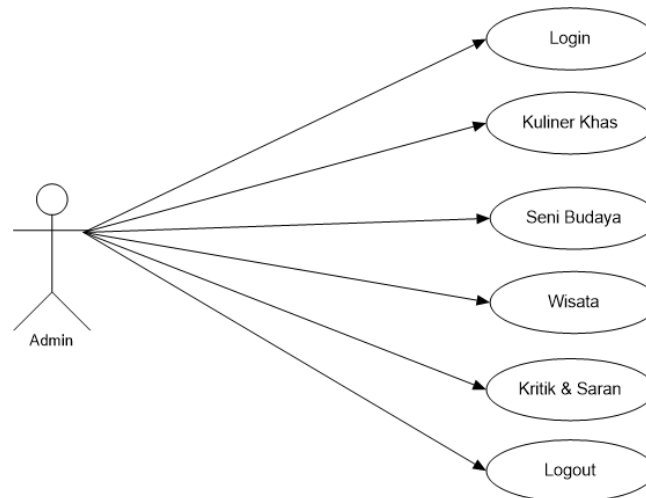 Login
Kuliner Khas
Seni Budaya
Wisata
Admin
Kritik & Saran
Logout